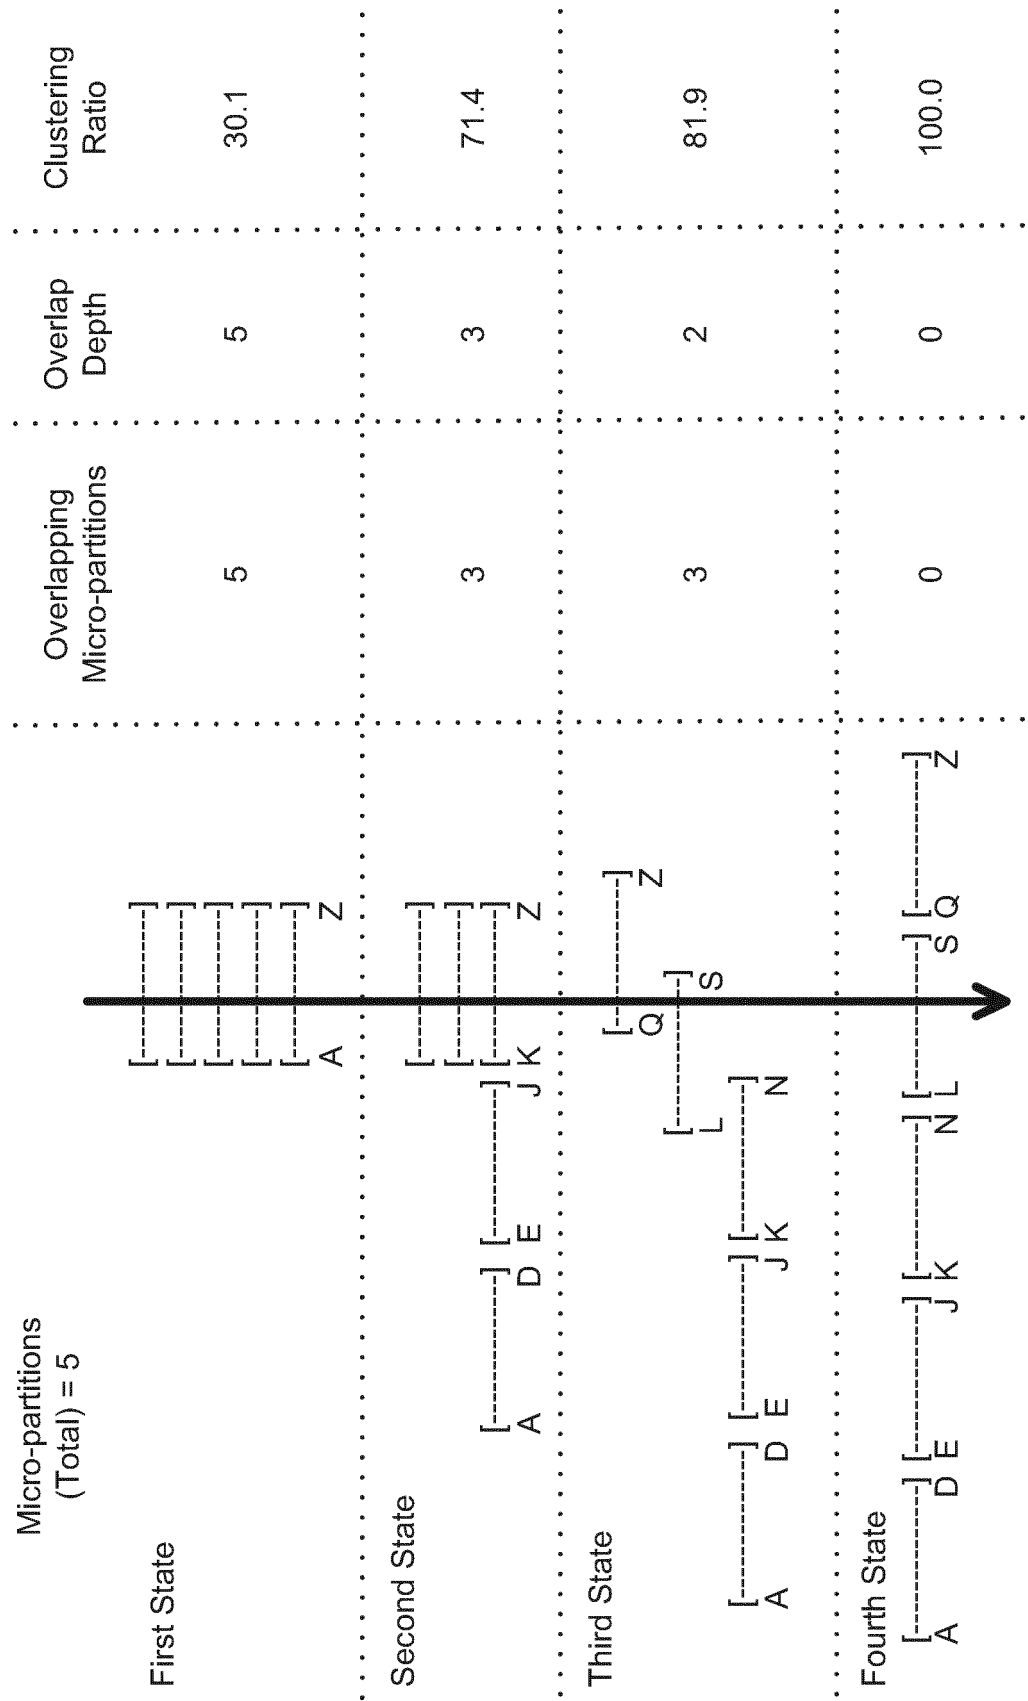 Micro-partitions
(Total) = 5
Overlapping
Micro-partitions
Overlap
Depth
Clustering
Ratio
First State
A Z
5
5
30.1
Second State
A D E J K Z
3
3
71.4
Third State
Q Z
L S
A D E J K N
3
2
81.9
Fourth State
A D E J K N L S Q Z
0
0
100.0